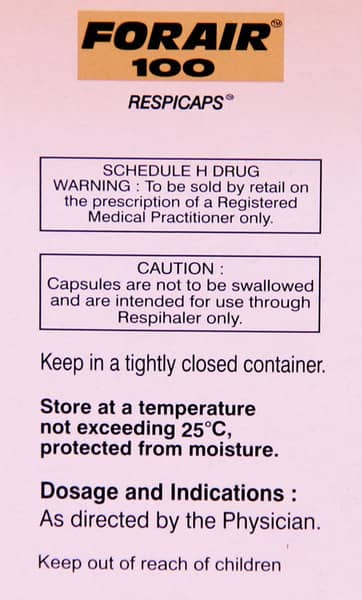 FORAIR™
100
RESPICAPS
SCHEDULE H DRUG
WARNING : To be sold by retail on
the prescription of a Registered
Medical Practitioner only.
CAUTION :
Capsules are not to be swallowed
and are intended for use through
Respihaler only.
Keep in a tightly closed container.
Store at a temperature
not exceeding 25°C,
protected from moisture.
Dosage and Indications :
As directed by the Physician.
Keep out of reach of children